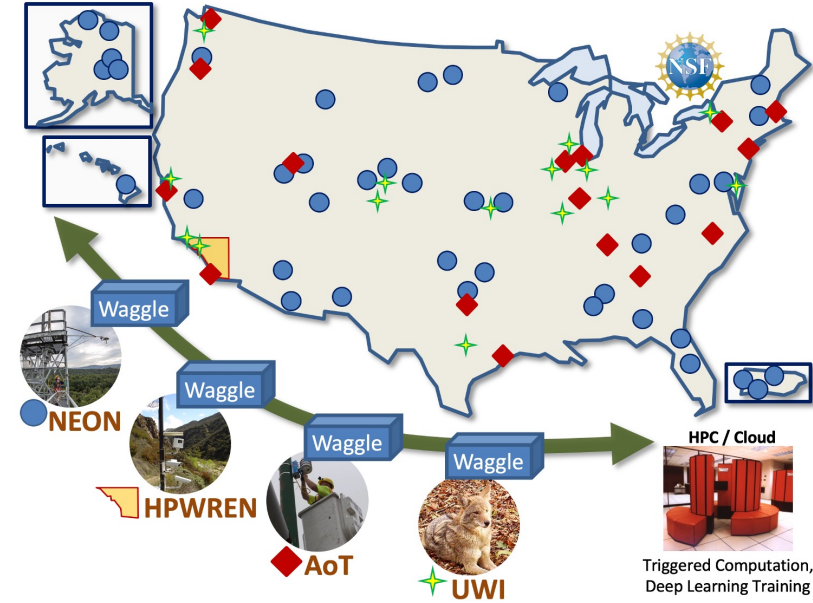 NSF
Waggle
Waggle
Waggle
Waggle
NEON
HPWREN
AoT
UWI
HPC / Cloud
Triggered Computation,
Deep Learning Training